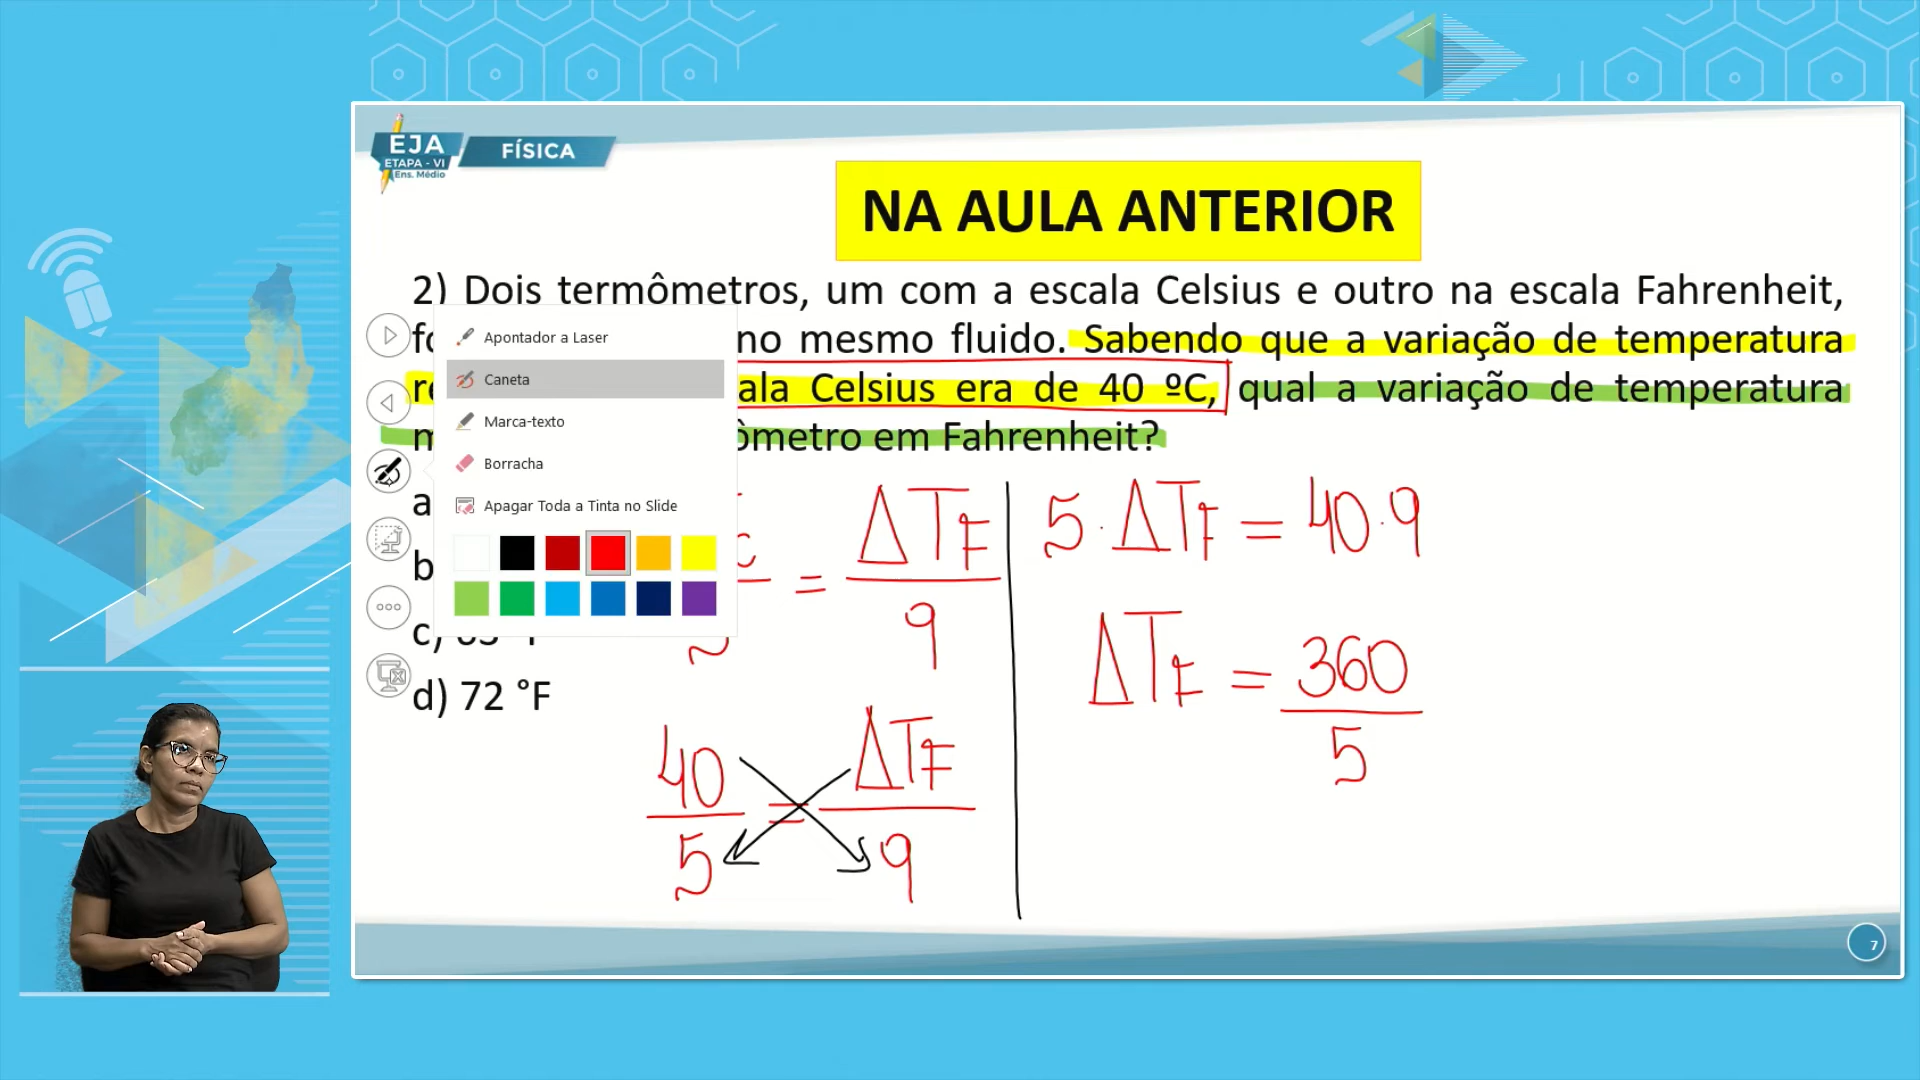 EJA
ETAPA - VI
Ens. Médio
FÍSICA
NA AULA ANTERIOR
2) Dois termômetros, um com a escala Celsius e outro na escala Fahrenheit,
no mesmo fluido. Sabendo que a variação de temperatura
Celsius era de 40 ºC, qual a variação de temperatura
em Fahrenheit?
Apontador a Laser
Caneta
Marca-texto
Borracha
Apagar Toda a Tinta no Slide
a
b
c)
d) 72 °F
= ΔTF
9
40 = ΔTF
5 9
5 · ΔTF = 40 · 9
ΔTF = 360
5
7